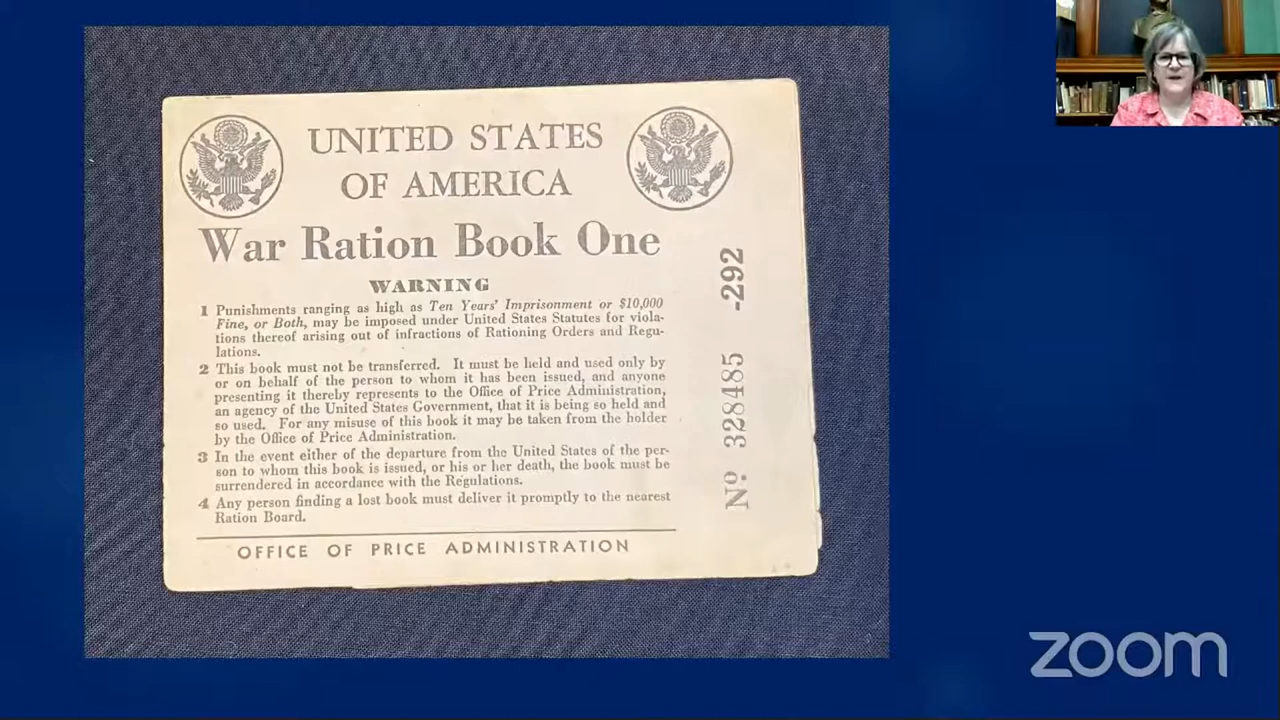 UNITED STATES
OF AMERICA
War Ration Book One
WARNING
1 Punishments ranging as high as Ten Years' Imprisonment or $10,000
Fine, or Both, may be imposed under United States Statutes for viola-
tions thereof arising out of infractions of Rationing Orders and Regu-
lations.
2 This book must not be transferred. It must be held and used only by
or on behalf of the person to whom it has been issued, and anyone
presenting it thereby represents to the Office of Price Administration,
an agency of the United States Government, that it is being so held and
so used. For any misuse of this book it may be taken from the holder
by the Office of Price Administration.
3 In the event either of the departure from the United States of the per-
son to whom this book is issued, or his or her death, the book must be
surrendered in accordance with the Regulations.
4 Any person finding a lost book must deliver it promptly to the nearest
Ration Board.
OFFICE OF PRICE ADMINISTRATION
Nº 328485 -292
zoom